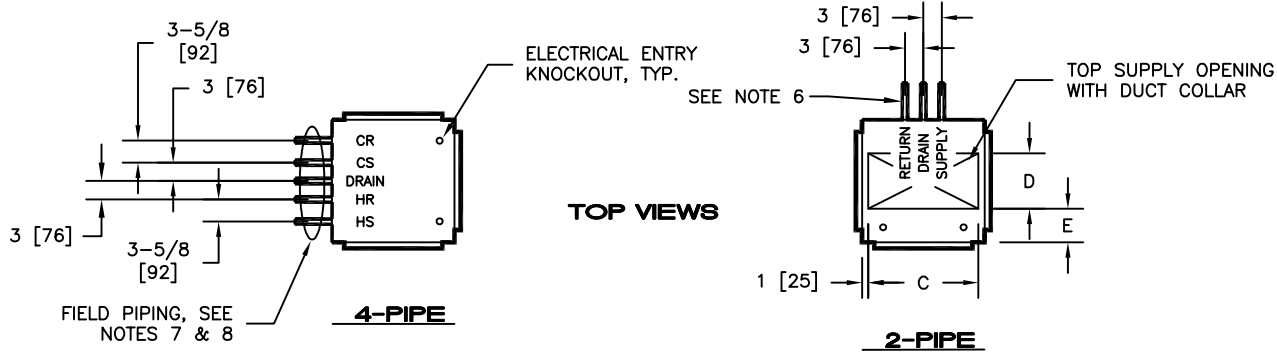 3-5/8
[92]
3 [76]
ELECTRICAL ENTRY
KNOCKOUT, TYP.
CR
CS
DRAIN
HR
HS
3 [76]
3-5/8
[92]
FIELD PIPING, SEE
NOTES 7 & 8
4-PIPE
TOP VIEWS
3 [76]
3 [76]
SEE NOTE 6
TOP SUPPLY OPENING
WITH DUCT COLLAR
RETURN
DRAIN
SUPPLY
D
E
1 [25]
C
2-PIPE